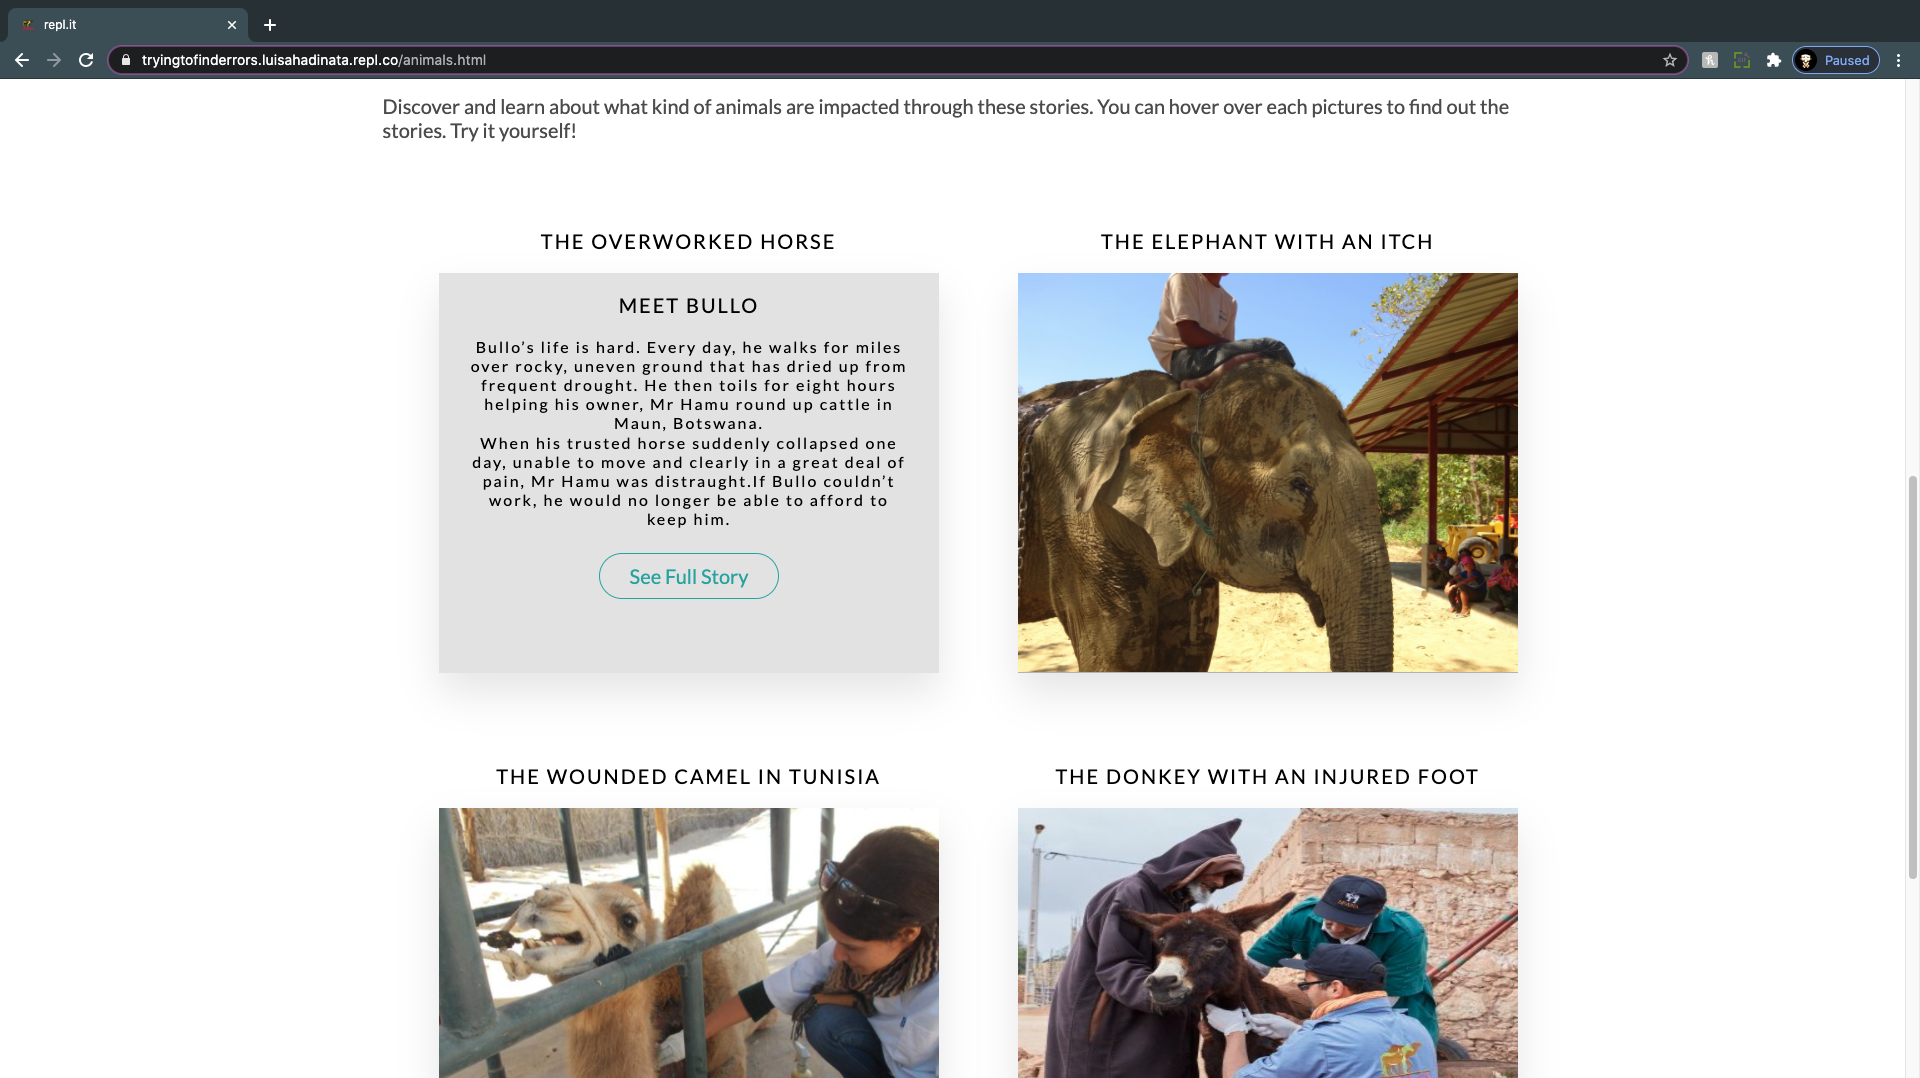 repl.it
tryingtofinderrors.luisahadinata.repl.co/animals.html
Paused
Discover and learn about what kind of animals are impacted through these stories. You can hover over each pictures to find out the
stories. Try it yourself!
THE OVERWORKED HORSE
THE ELEPHANT WITH AN ITCH
MEET BULLO
Bullo’s life is hard. Every day, he walks for miles
over rocky, uneven ground that has dried up from
frequent drought. He then toils for eight hours
helping his owner, Mr Hamu round up cattle in
Maun, Botswana.
When his trusted horse suddenly collapsed one
day, unable to move and clearly in a great deal of
pain, Mr Hamu was distraught.If Bullo couldn’t
work, he would no longer be able to afford to
keep him.
See Full Story
THE WOUNDED CAMEL IN TUNISIA
THE DONKEY WITH AN INJURED FOOT